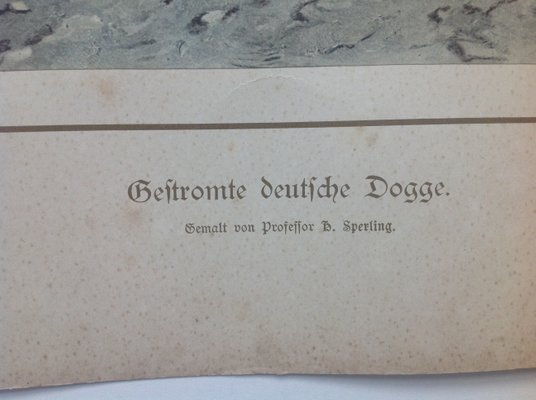 Geſtromte deutſche Dogge.
Gemalt von Profeſſor H. Sperling.